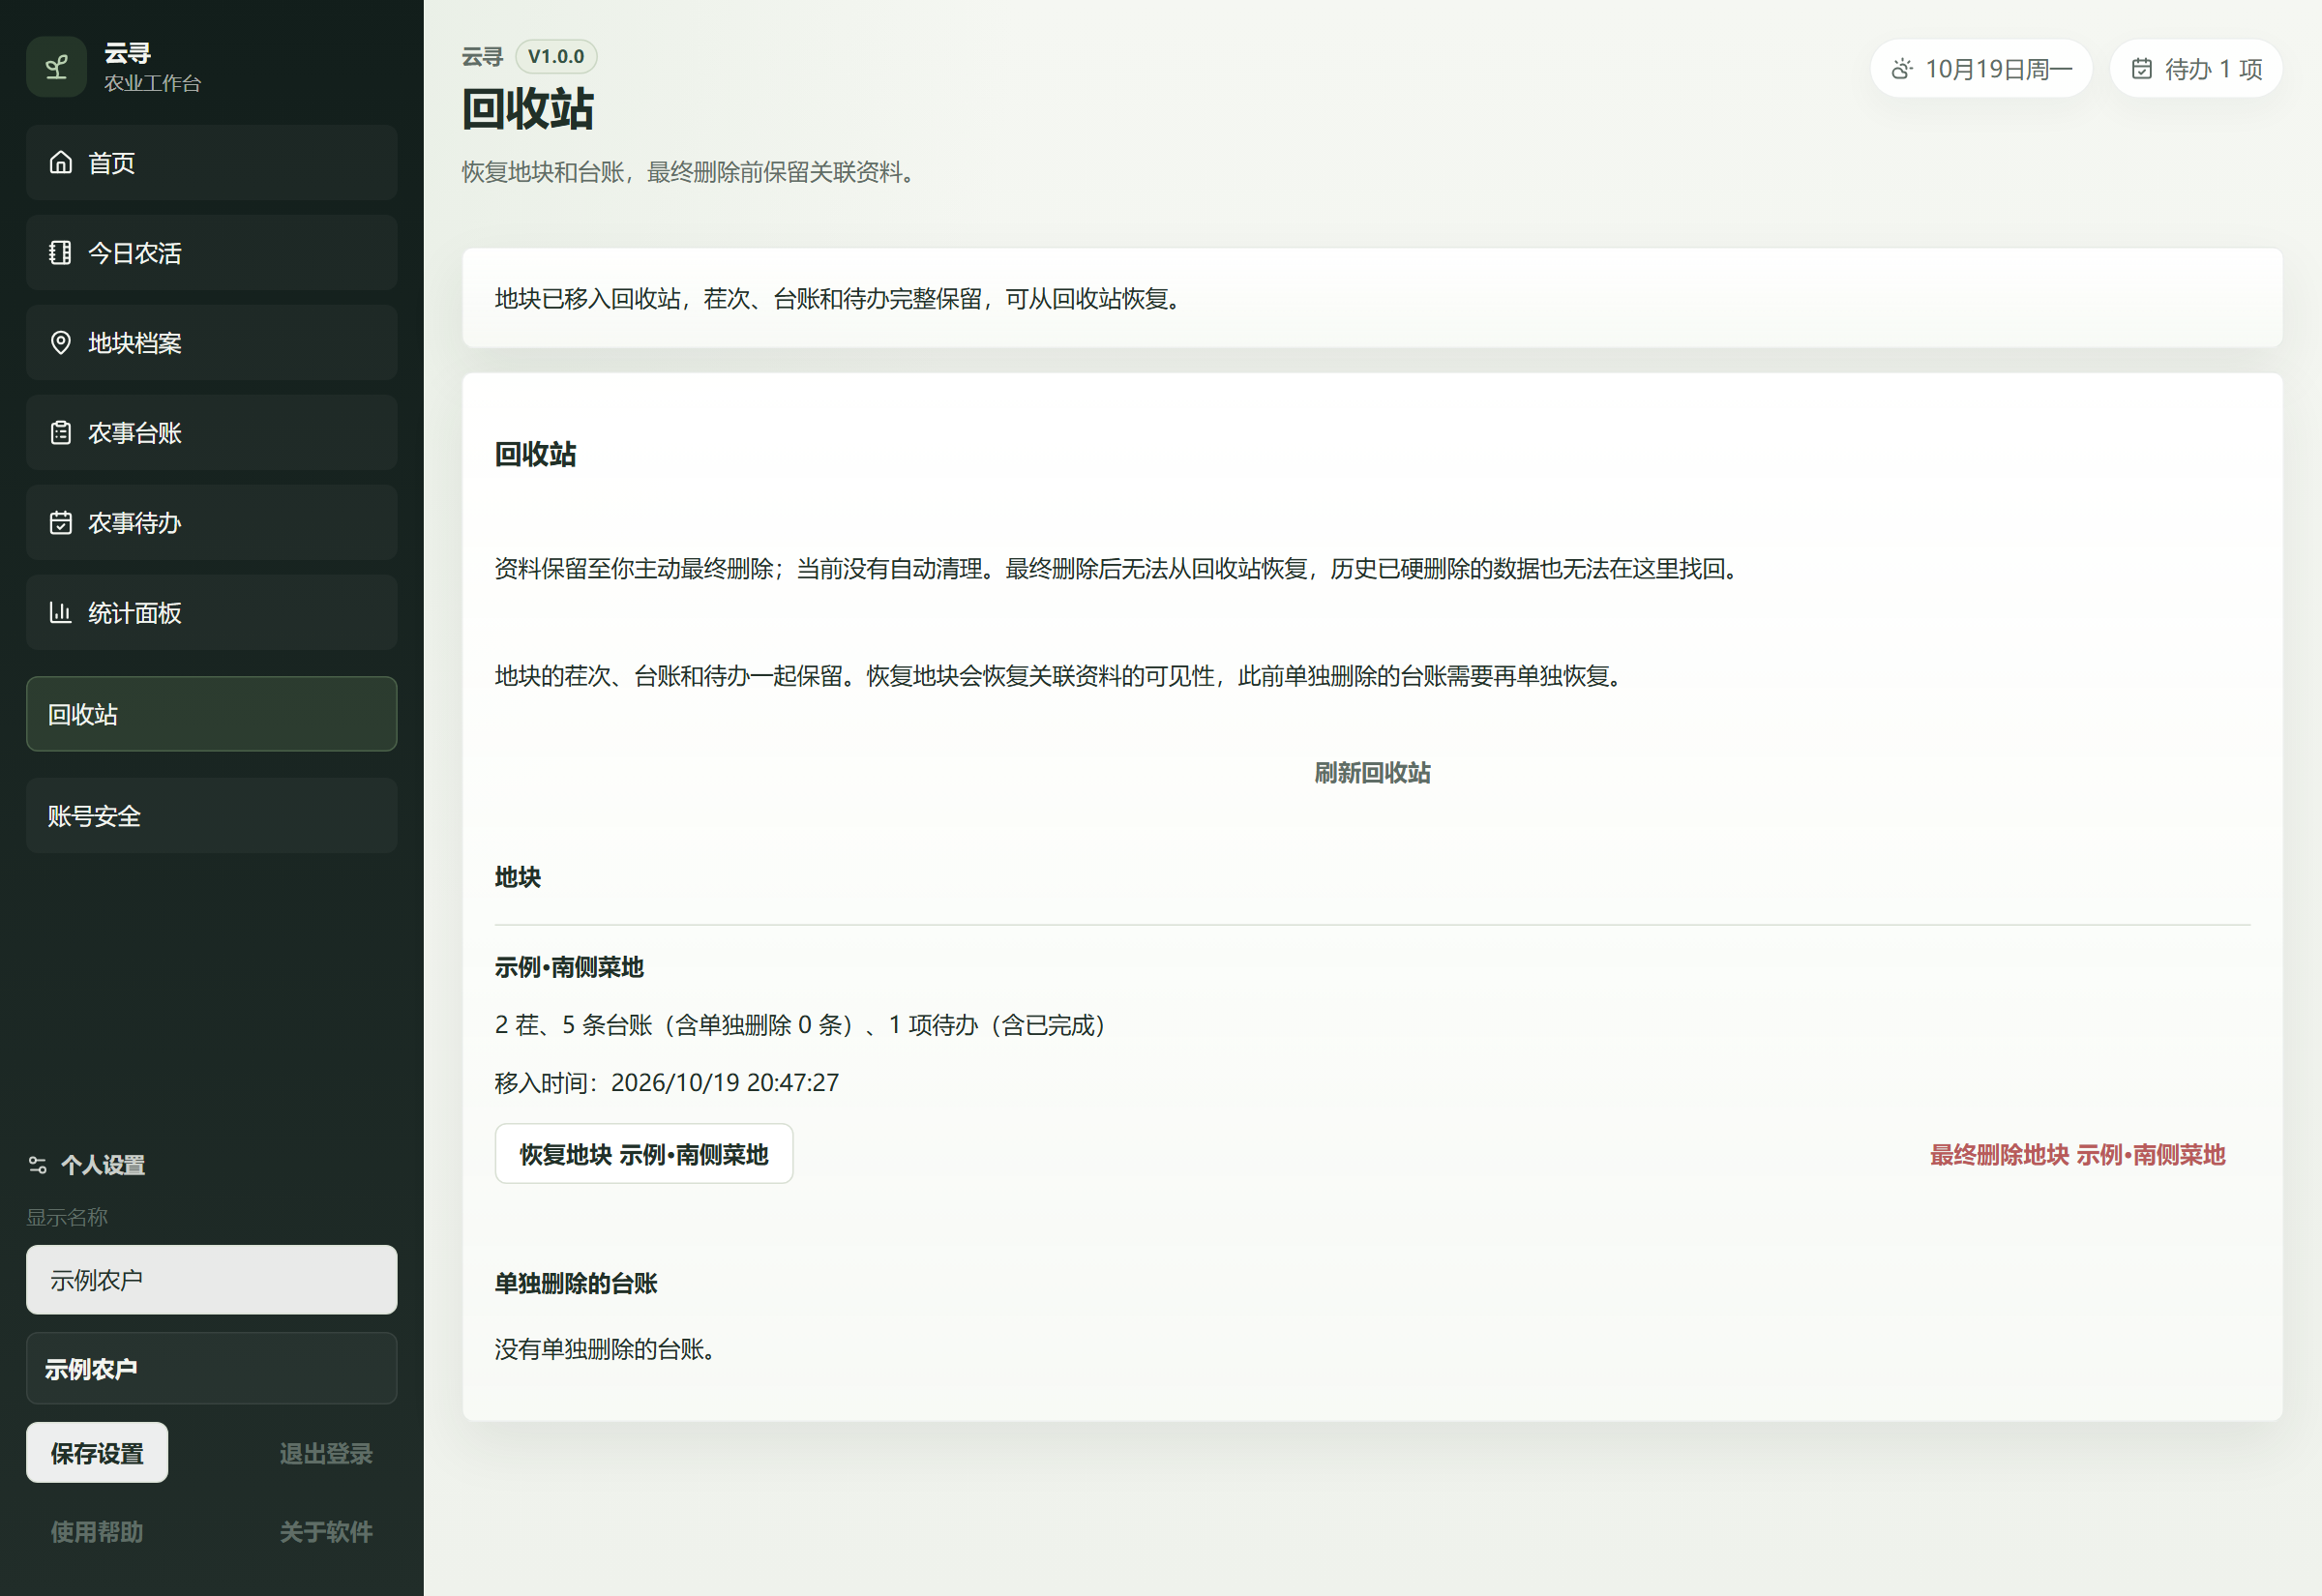 云寻
农业工作台
首页
今日农活
地块档案
农事台账
农事待办
统计面板
回收站
账号安全
个人设置
显示名称
示例农户
示例农户
保存设置
退出登录
使用帮助
关于软件
云寻 V1.0.0
回收站
恢复地块和台账，最终删除前保留关联资料。
10月19日周一
待办 1 项
地块已移入回收站，茬次、台账和待办完整保留，可从回收站恢复。
回收站
资料保留至你主动最终删除；当前没有自动清理。最终删除后无法从回收站恢复，历史已硬删除的数据也无法在这里找回。
地块的茬次、台账和待办一起保留。恢复地块会恢复关联资料的可见性，此前单独删除的台账需要再单独恢复。
刷新回收站
地块
示例•南侧菜地
2 茬、5 条台账（含单独删除 0 条）、1 项待办（含已完成）
移入时间：2026/10/19 20:47:27
恢复地块 示例•南侧菜地
最终删除地块 示例•南侧菜地
单独删除的台账
没有单独删除的台账。